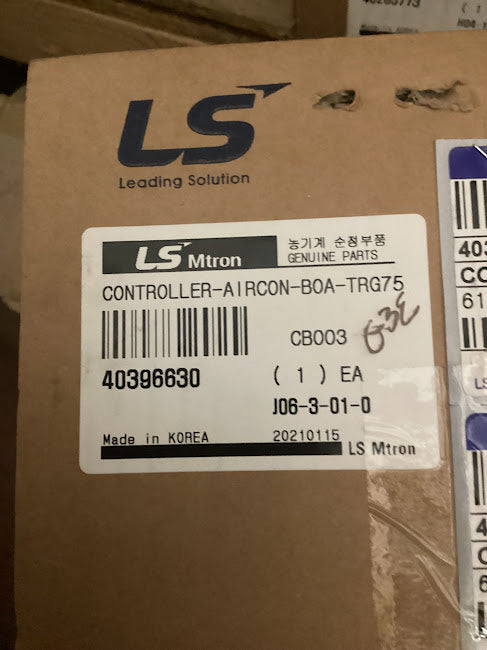 LS
Leading Solution
LS Mtron
농기계 순정부품
GENUINE PARTS
CONTROLLER-AIRCON-BOA-TRG75
CB003
40396630
( 1 ) EA
J06-3-01-0
Made in KOREA
20210115
LS Mtron